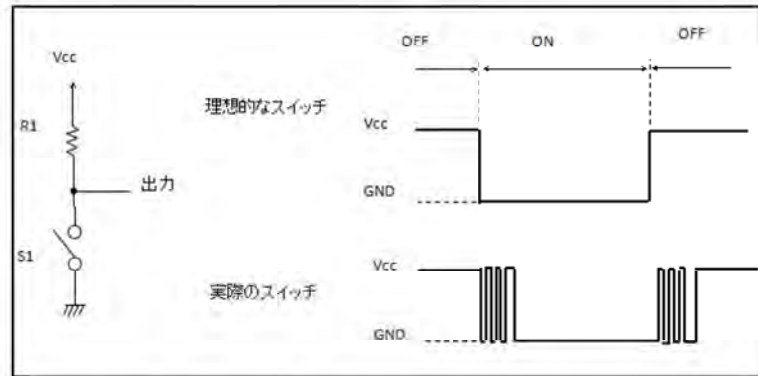 Vcc
R1
出力
S1
理想的なスイッチ
実際のスイッチ
OFF
ON
OFF
Vcc
GND
Vcc
GND